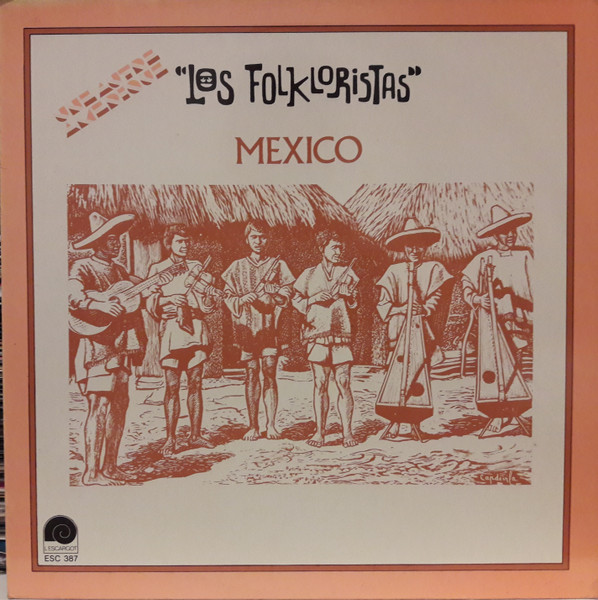 "LOS FOLKLORISTAS"
MEXICO
L'ESCARGOT
ESC 387